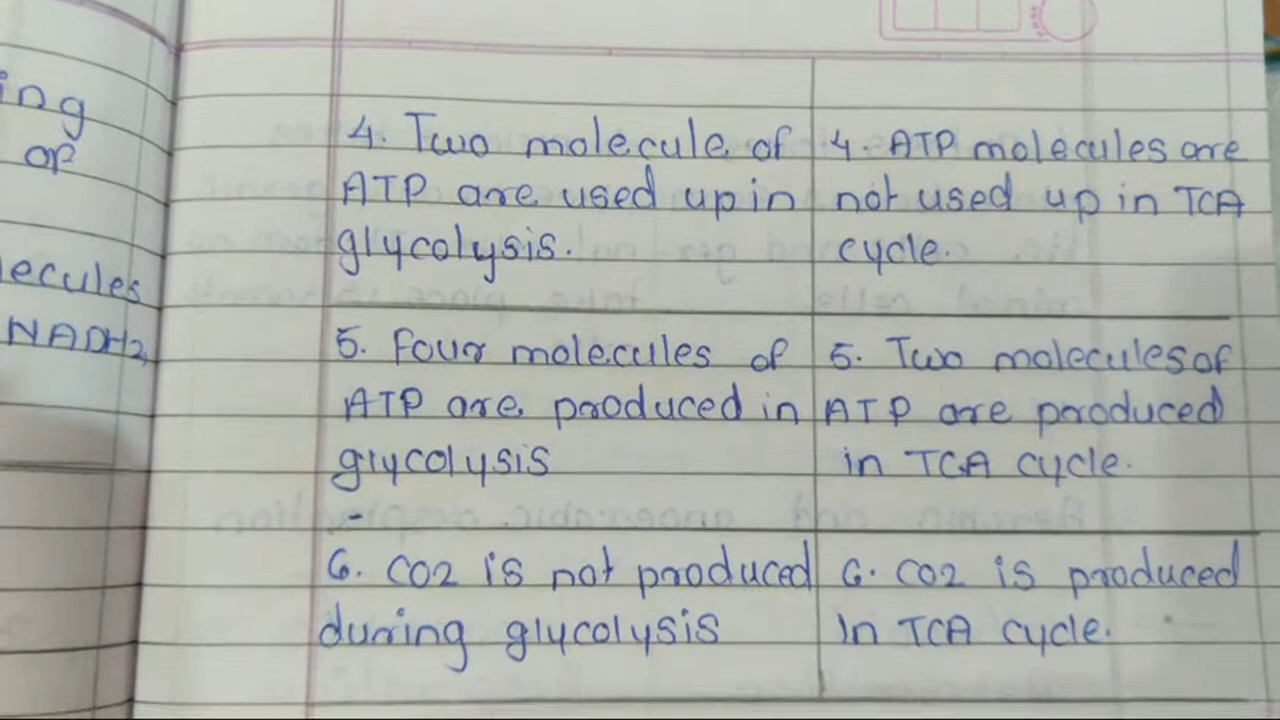 ing
of
ecules
NADH2
4. Two molecule of
ATP are used up in
glycolysis.
4. ATP molecules are
not used up in TCA
cycle.
5. Four molecules of
ATP are produced in
glycolysis
5. Two molecules of
ATP are produced
in TCA cycle.
6. CO2 is not produced
during glycolysis
6. CO2 is produced
In TCA cycle.